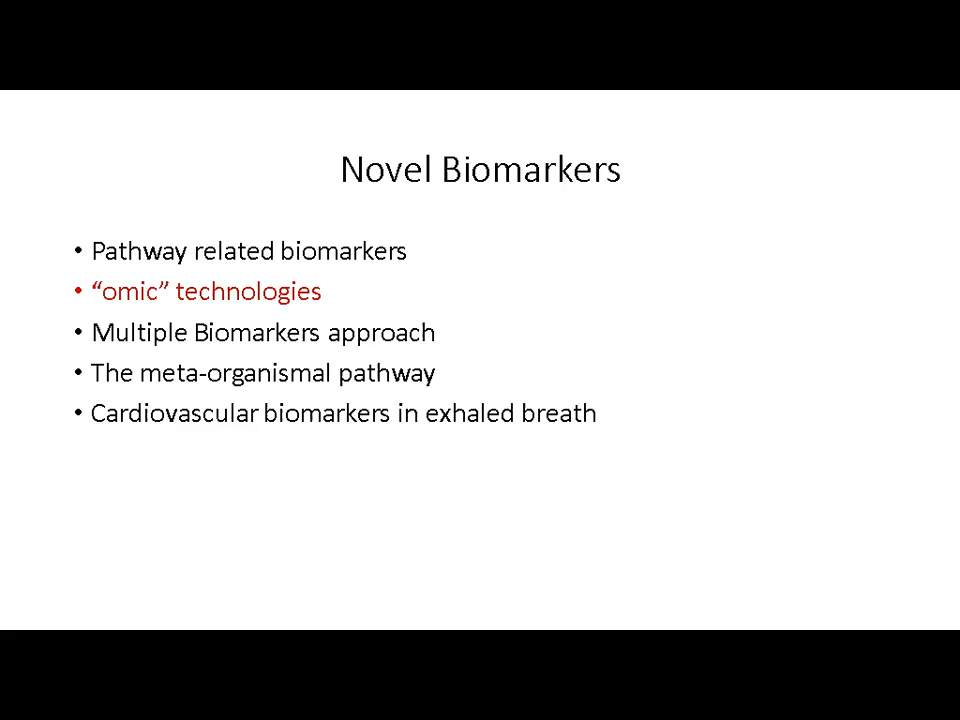 Novel Biomarkers
• Pathway related biomarkers
• “omic” technologies
• Multiple Biomarkers approach
• The meta-organismal pathway
• Cardiovascular biomarkers in exhaled breath